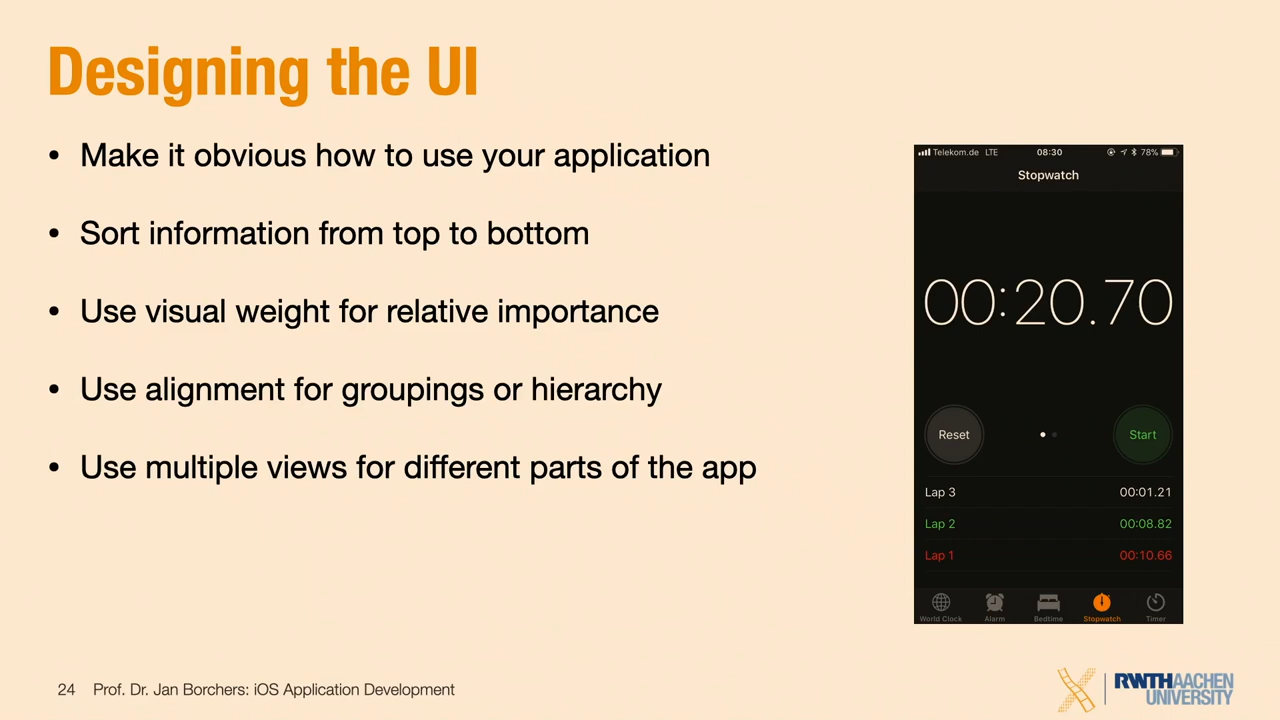 Designing the UI
• Make it obvious how to use your application
• Sort information from top to bottom
• Use visual weight for relative importance
• Use alignment for groupings or hierarchy
• Use multiple views for different parts of the app
Telekom.de LTE 08:30 78%
Stopwatch
00:20.70
Reset Start
Lap 3 00:01.21
Lap 2 00:08.82
Lap 1 00:10.66
World Clock Alarm Bedtime Stopwatch Timer
24 Prof. Dr. Jan Borchers: iOS Application Development
RWTHAACHEN
UNIVERSITY